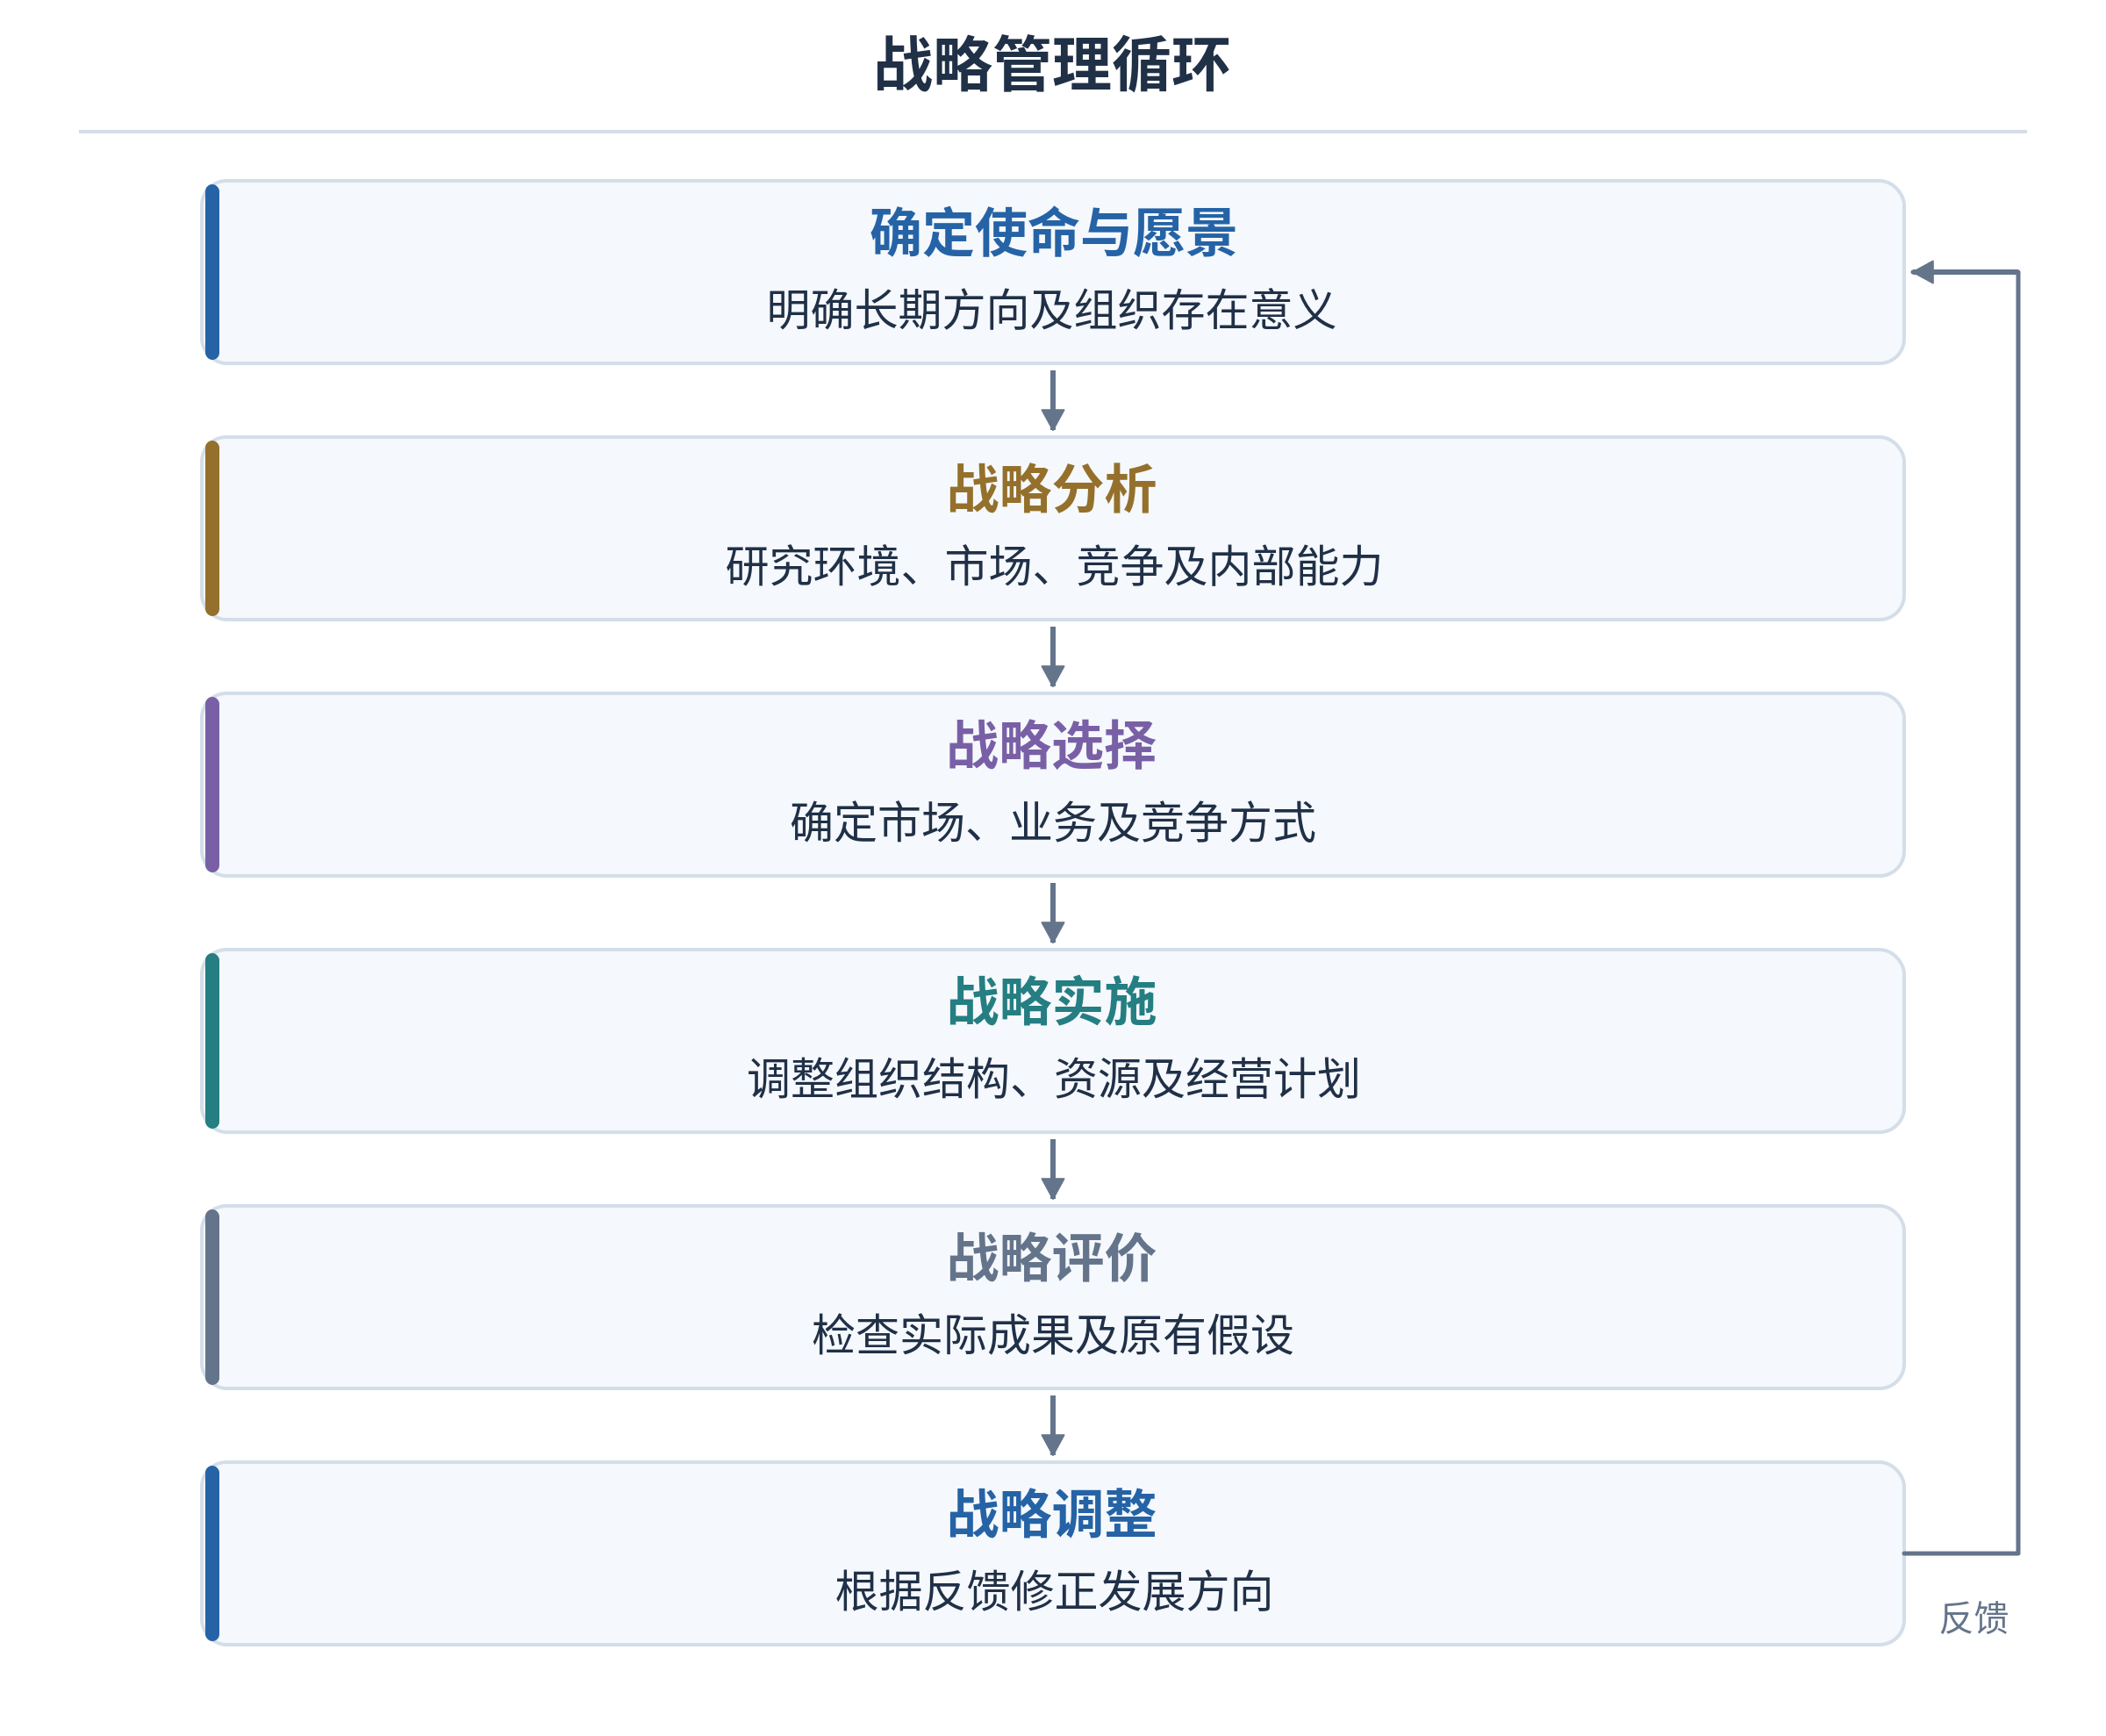 战略管理循环
确定使命与愿景
明确长期方向及组织存在意义
战略分析
研究环境、市场、竞争及内部能力
战略选择
确定市场、业务及竞争方式
战略实施
调整组织结构、资源及经营计划
战略评价
检查实际成果及原有假设
战略调整
根据反馈修正发展方向
反馈